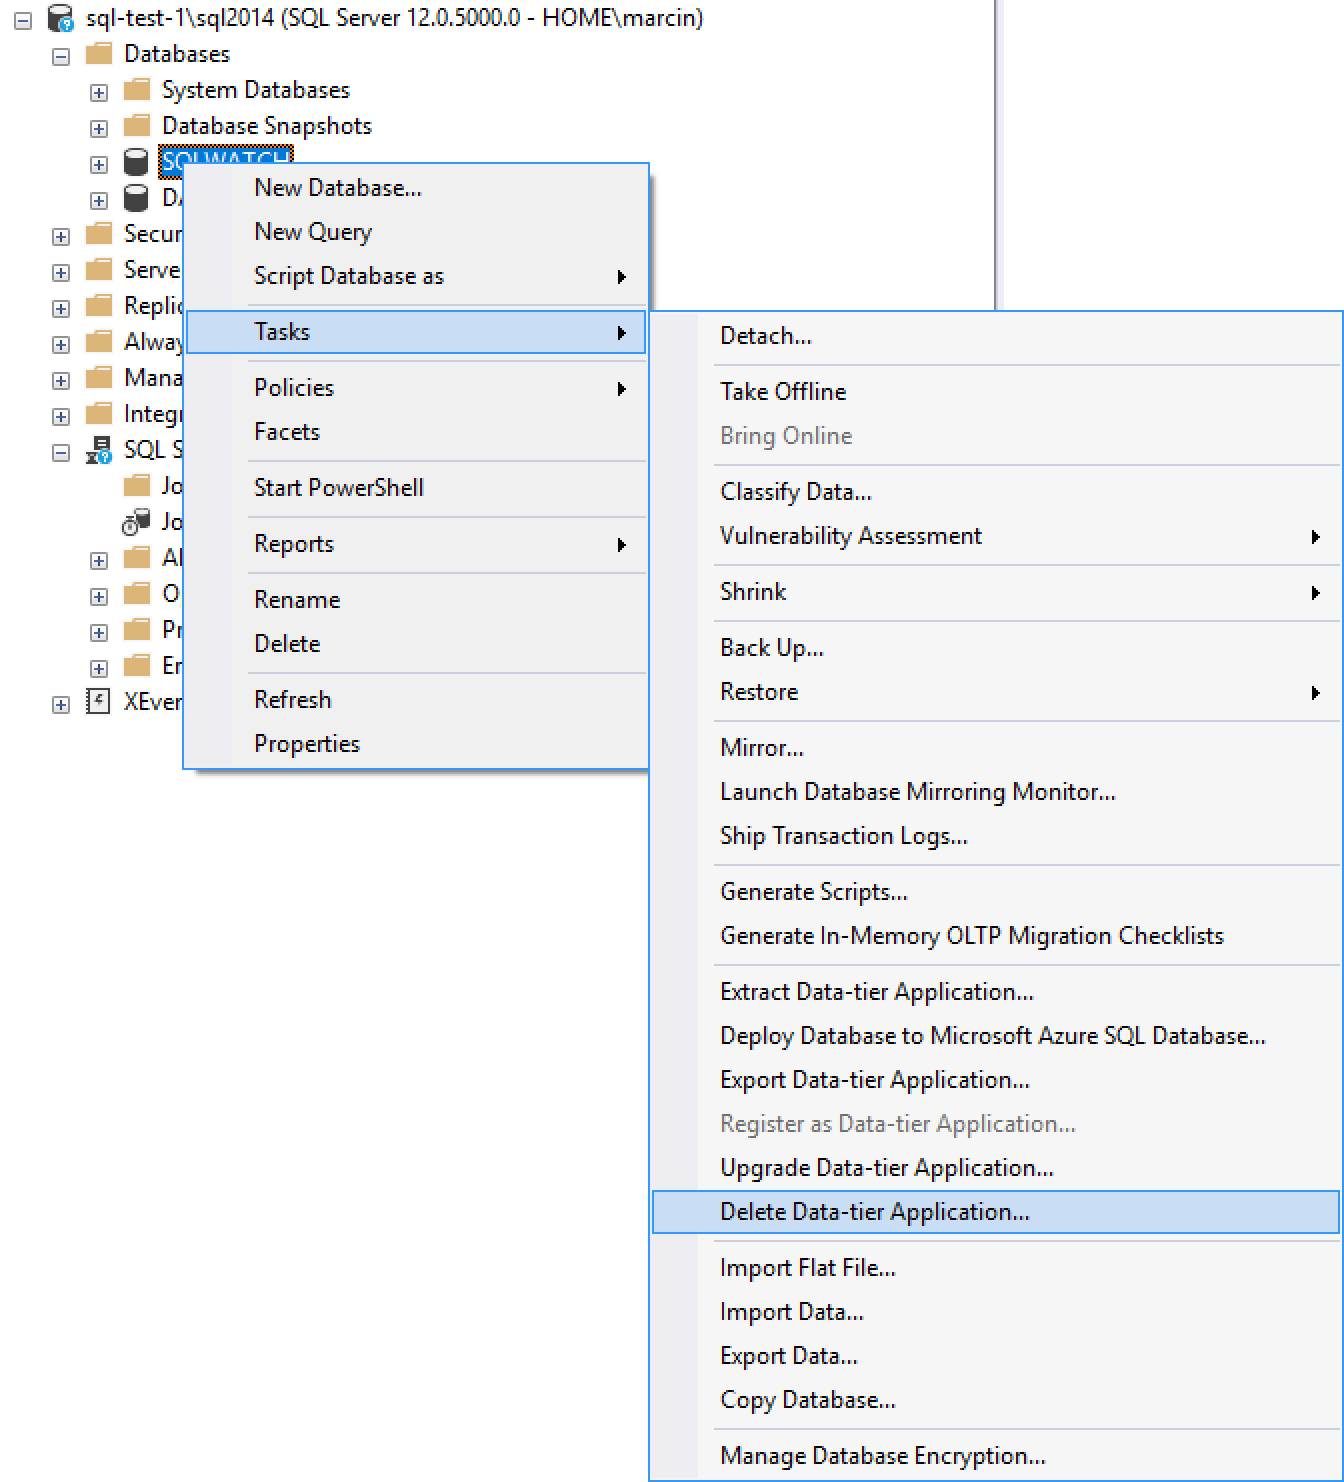 sql-test-1\sql2014 (SQL Server 12.0.5000.0 - HOME\marcin)
Databases
System Databases
Database Snapshots
SQLWATCH
Secur
Serve
Replic
Alway
Mana
Integr
SQL S
Jo
Jo
Al
O
Pr
Er
XEven
New Database...
New Query
Script Database as
Tasks
Policies
Facets
Start PowerShell
Reports
Rename
Delete
Refresh
Properties
Detach...
Take Offline
Bring Online
Classify Data...
Vulnerability Assessment
Shrink
Back Up...
Restore
Mirror...
Launch Database Mirroring Monitor...
Ship Transaction Logs...
Generate Scripts...
Generate In-Memory OLTP Migration Checklists
Extract Data-tier Application...
Deploy Database to Microsoft Azure SQL Database...
Export Data-tier Application...
Register as Data-tier Application...
Upgrade Data-tier Application...
Delete Data-tier Application...
Import Flat File...
Import Data...
Export Data...
Copy Database...
Manage Database Encryption...